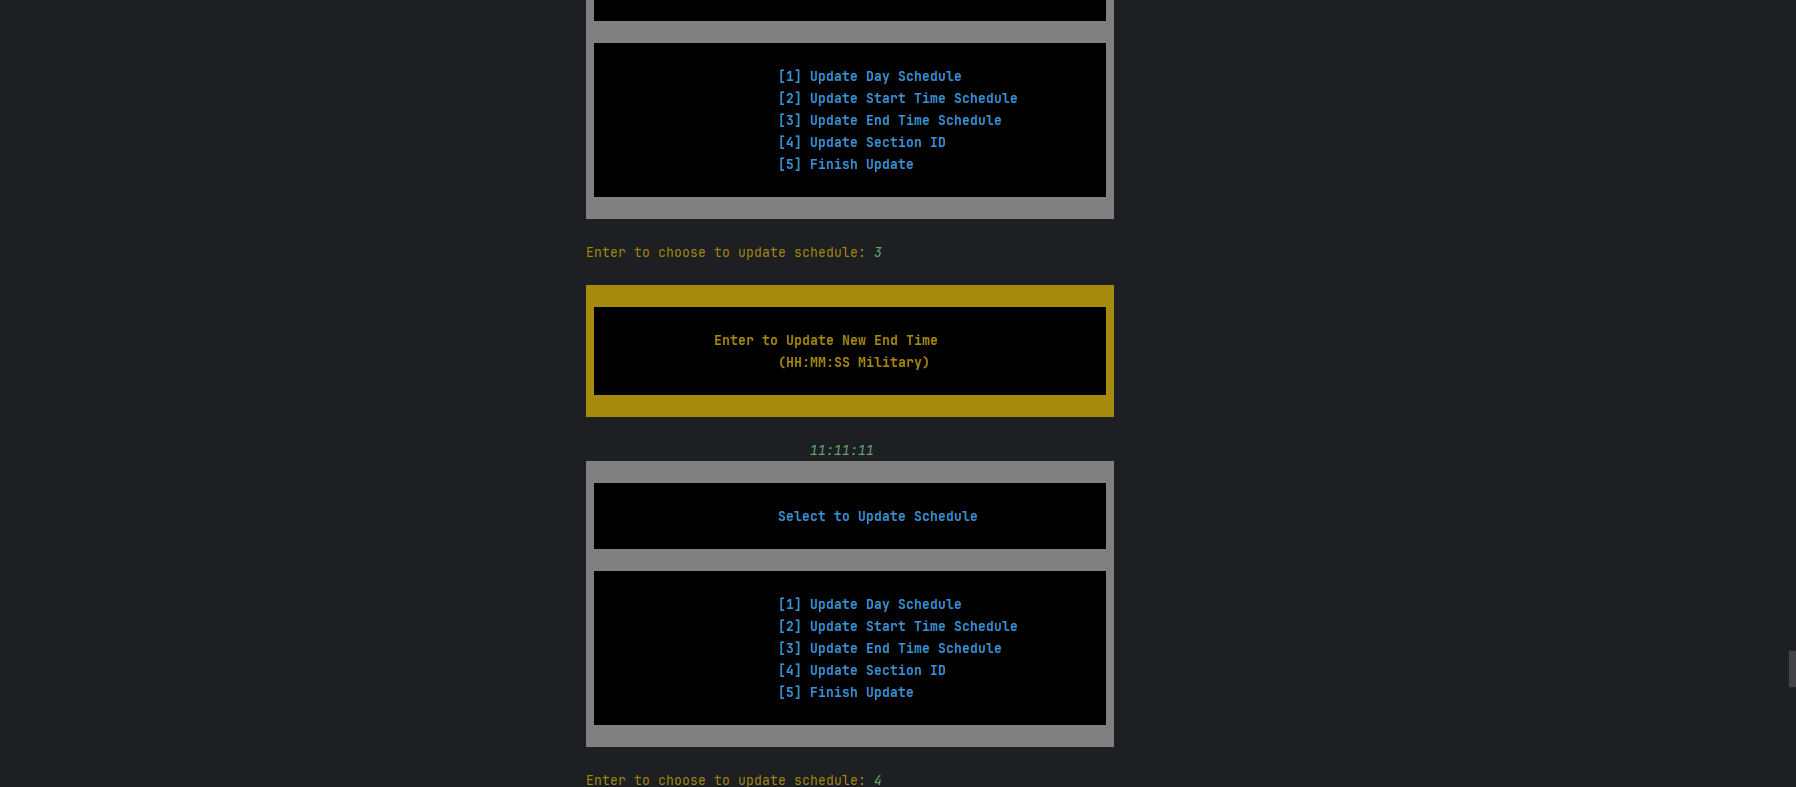 [1] Update Day Schedule
[2] Update Start Time Schedule
[3] Update End Time Schedule
[4] Update Section ID
[5] Finish Update
Enter to choose to update schedule: 3
Enter to Update New End Time
(HH:MM:SS Military)
11:11:11
Select to Update Schedule
[1] Update Day Schedule
[2] Update Start Time Schedule
[3] Update End Time Schedule
[4] Update Section ID
[5] Finish Update
Enter to choose to update schedule: 4